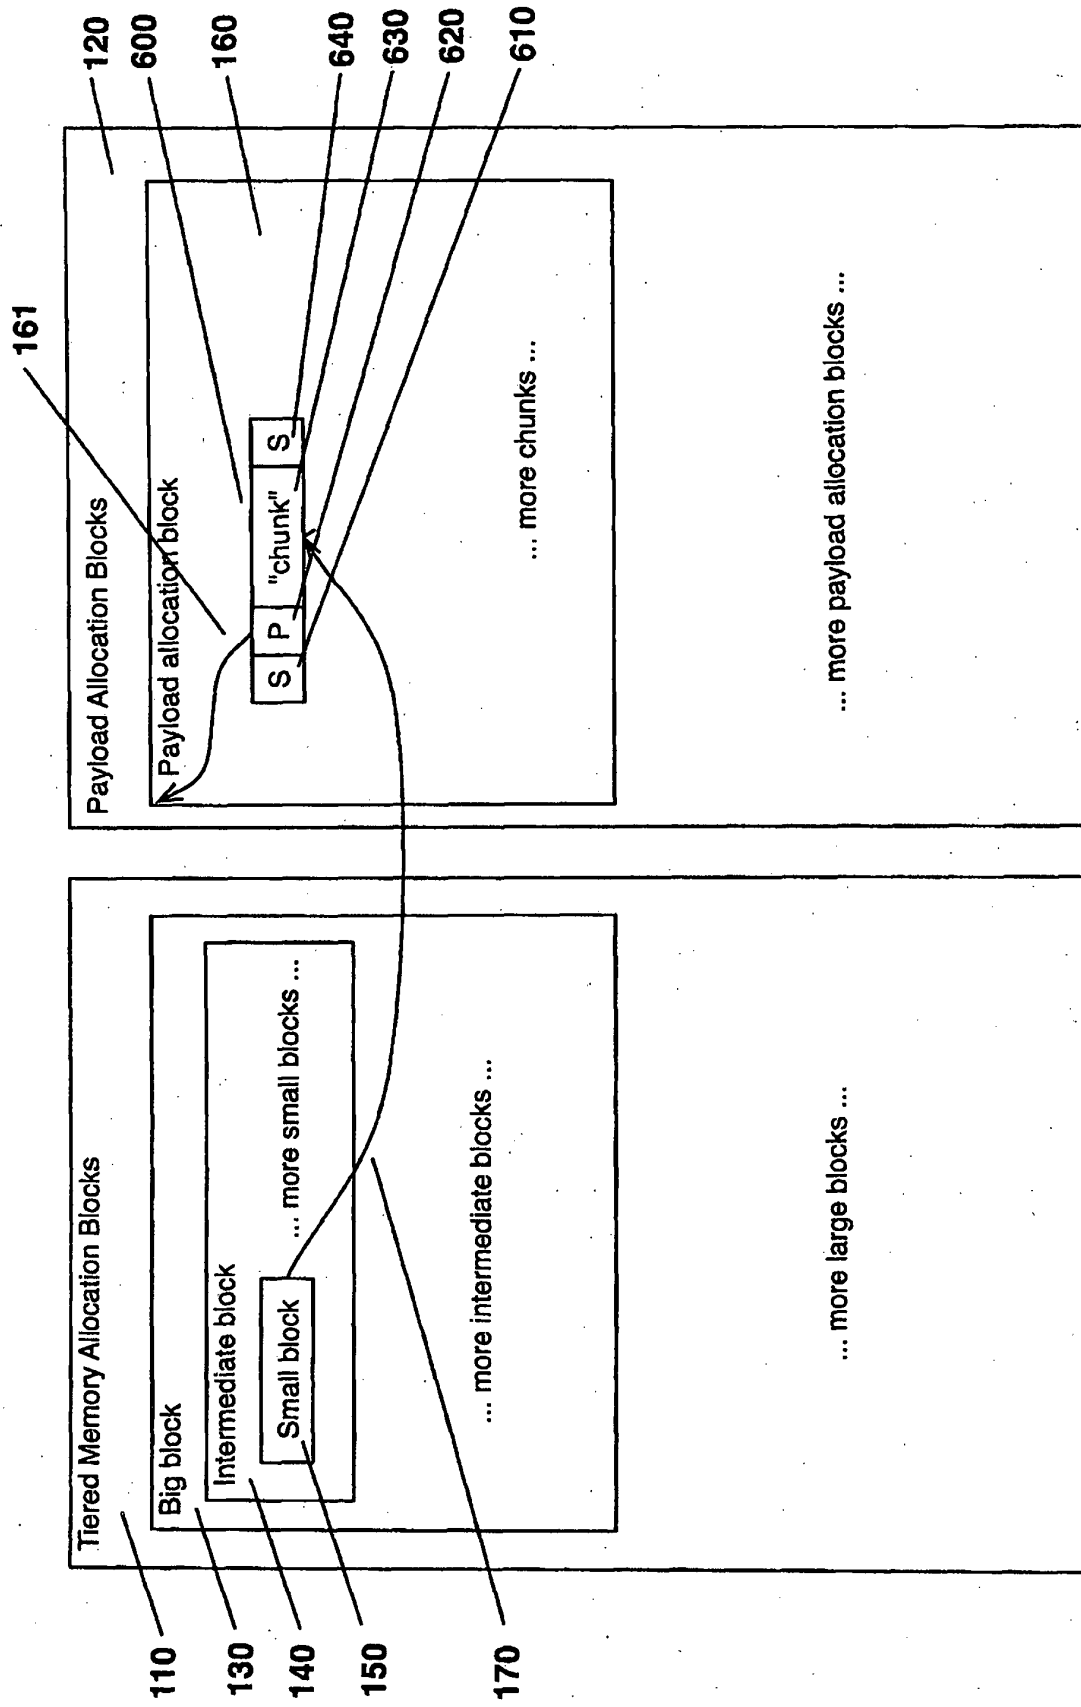 Tiered Memory Allocation Blocks
Big block
Intermediate block
Small block
... more small blocks ...
... more intermediate blocks ...
... more large blocks ...
110
130
140
150
170
161
Payload Allocation Blocks
Payload allocation block
S
P
"chunk"
S
... more chunks ...
... more payload allocation blocks ...
120
600
160
640
630
620
610